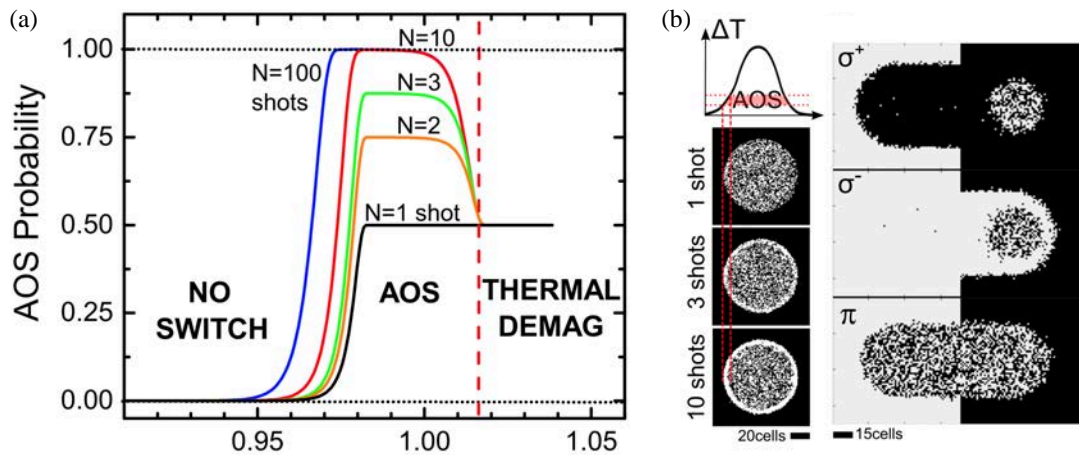 (a)
AOS Probability
1.00
0.75
0.50
0.25
0.00
N=10
N=100
shots
N=3
N=2
N=1 shot
NO
SWITCH
AOS
THERMAL
DEMAG
0.95
1.00
1.05
(b)
ΔT
AOS
1 shot
3 shots
10 shots
20cells
σ+
σ-
π
15cells